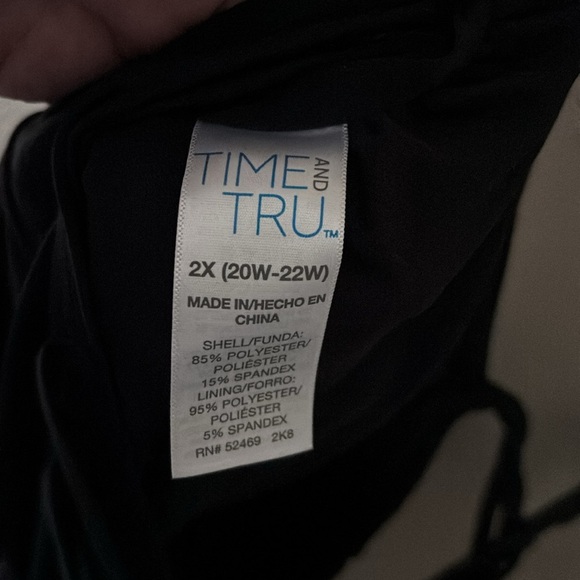 TIME AND
TRU™
2X (20W-22W)
MADE IN/HECHO EN
CHINA
SHELL/FUNDA:
85% POLYESTER/
POLIÉSTER
15% SPANDEX
LINING/FORRO:
95% POLYESTER/
POLIÉSTER
5% SPANDEX
RN# 52469 2K8